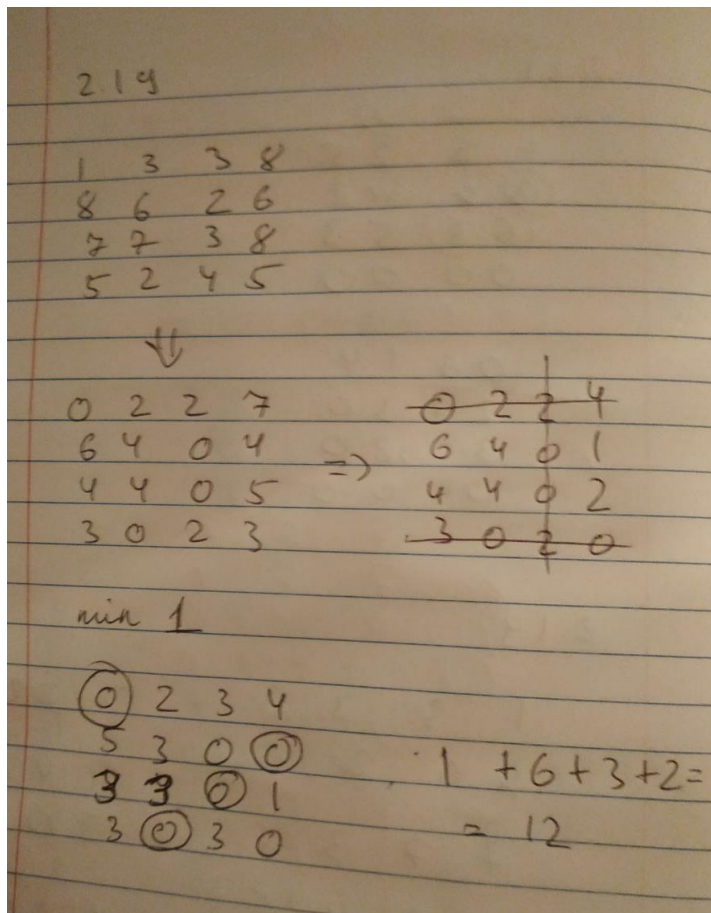 2.19
1 3 3 8
8 6 2 6
7 7 3 8
5 2 4 5
⇓
0 2 2 7
6 4 0 4
4 4 0 5
3 0 2 3
=>
0 2 2 4
6 4 0 1
4 4 0 2
3 0 2 0
min 1
0 2 3 4
5 3 0 0
3 3 0 1
3 0 3 0
1 + 6 + 3 + 2 =
= 12